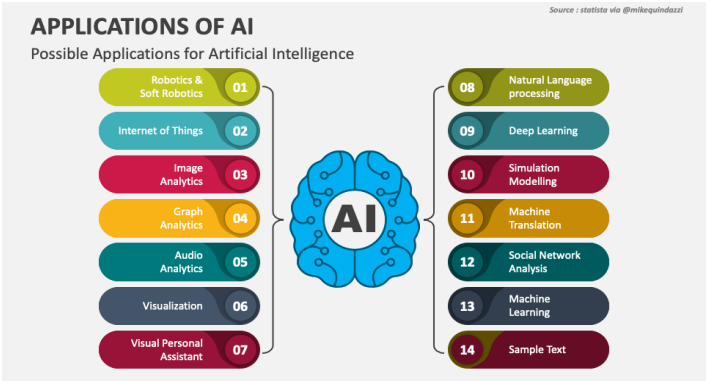 Source : statista via @mikequindazzi
APPLICATIONS OF AI
Possible Applications for Artificial Intelligence
Robotics &
Soft Robotics
01
Internet of Things
02
Image
Analytics
03
Graph
Analytics
04
Audio
Analytics
05
Visualization
06
Visual Personal
Assistant
07
AI
08
Natural Language
processing
09
Deep Learning
10
Simulation
Modelling
11
Machine
Translation
12
Social Network
Analysis
13
Machine
Learning
14
Sample Text